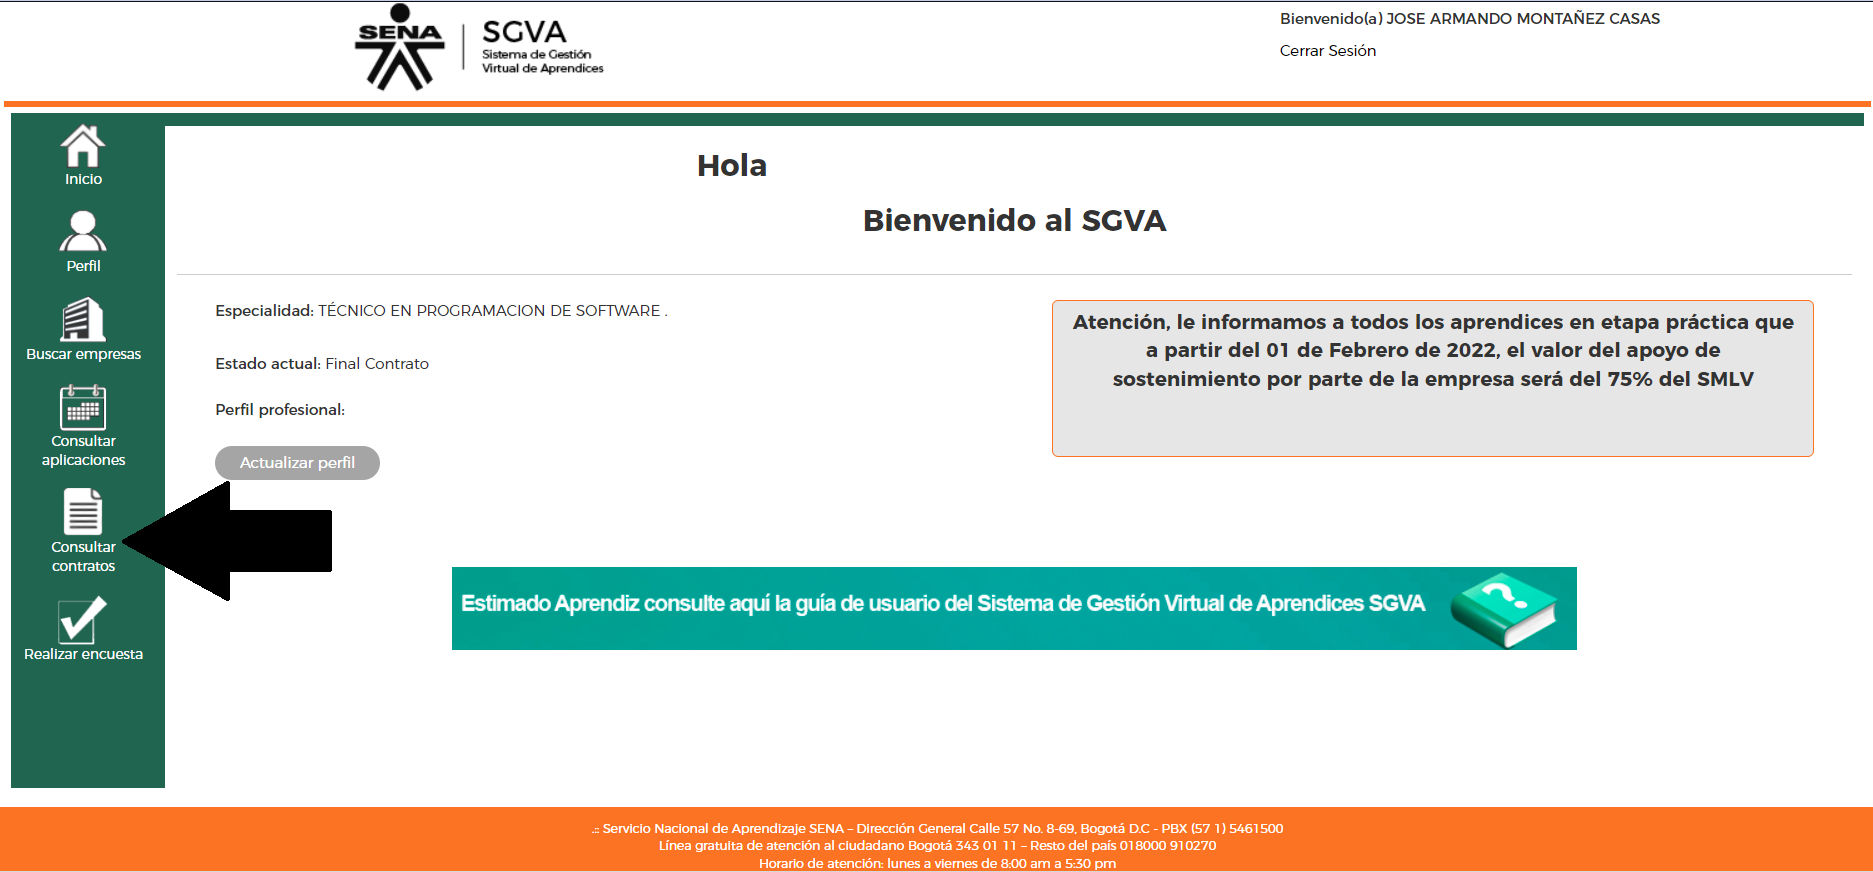 SENA
SGVA
Sistema de Gestión
Virtual de Aprendices
Bienvenido(a) JOSE ARMANDO MONTAÑEZ CASAS
Cerrar Sesión
Inicio
Perfil
Buscar empresas
Consultar
aplicaciones
Consultar
contratos
Realizar encuesta
Hola
Bienvenido al SGVA
Especialidad: TÉCNICO EN PROGRAMACION DE SOFTWARE .
Estado actual: Final Contrato
Perfil profesional:
Actualizar perfil
Atención, le informamos a todos los aprendices en etapa práctica que
a partir del 01 de Febrero de 2022, el valor del apoyo de
sostenimiento por parte de la empresa será del 75% del SMLV
Estimado Aprendiz consulte aquí la guía de usuario del Sistema de Gestión Virtual de Aprendices SGVA
.:: Servicio Nacional de Aprendizaje SENA – Dirección General Calle 57 No. 8-69, Bogotá D.C - PBX (57 1) 5461500
Línea gratuita de atención al ciudadano Bogotá 343 01 11 – Resto del país 018000 910270
Horario de atención: lunes a viernes de 8:00 am a 5:30 pm